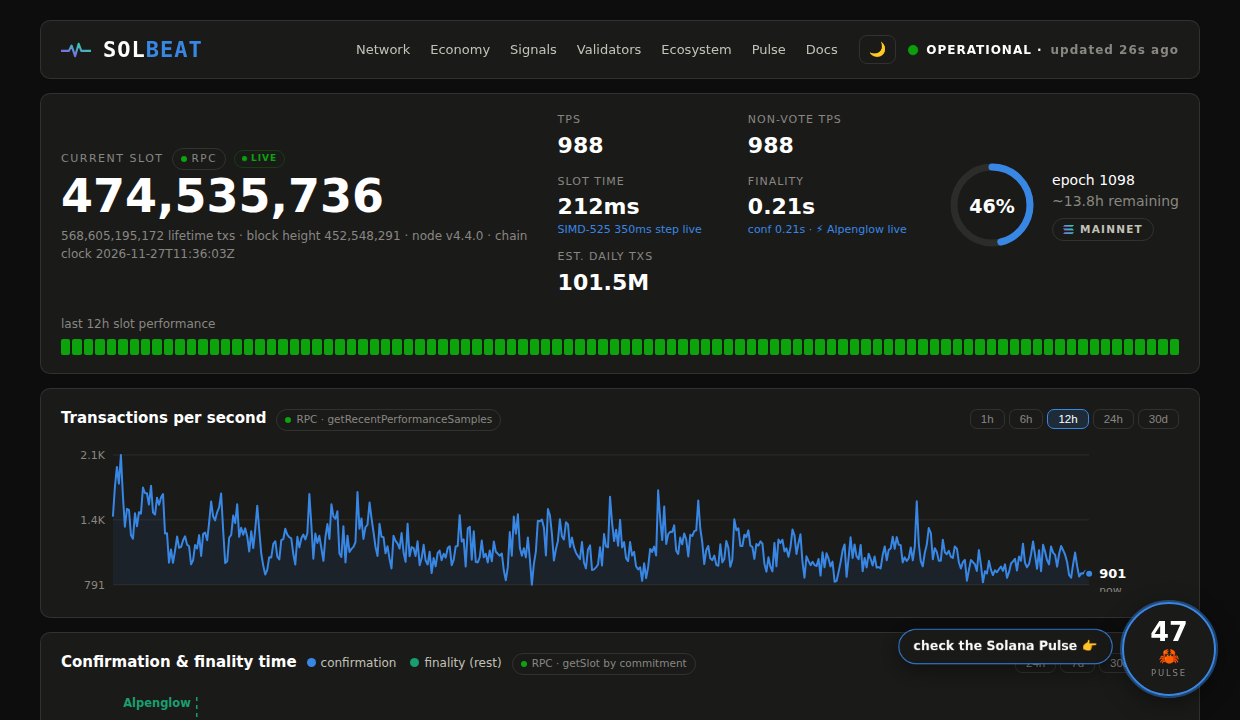 SOLBEAT
Network Economy Signals Validators Ecosystem Pulse Docs
OPERATIONAL · updated 26s ago
CURRENT SLOT RPC LIVE
474,535,736
568,605,195,172 lifetime txs · block height 452,548,291 · node v4.4.0 · chain
clock 2026-11-27T11:36:03Z
TPS
988
NON-VOTE TPS
988
SLOT TIME
212ms
SIMD-525 350ms step live
FINALITY
0.21s
conf 0.21s · ⚡ Alpenglow live
EST. DAILY TXS
101.5M
46%
epoch 1098
~13.8h remaining
MAINNET
last 12h slot performance
Transactions per second RPC · getRecentPerformanceSamples
1h 6h 12h 24h 30d
2.1K
1.4K
791
901
now
Confirmation & finality time confirmation finality (rest) RPC · getSlot by commitment
24h 7d 30
Alpenglow
check the Solana Pulse 👉
47
PULSE